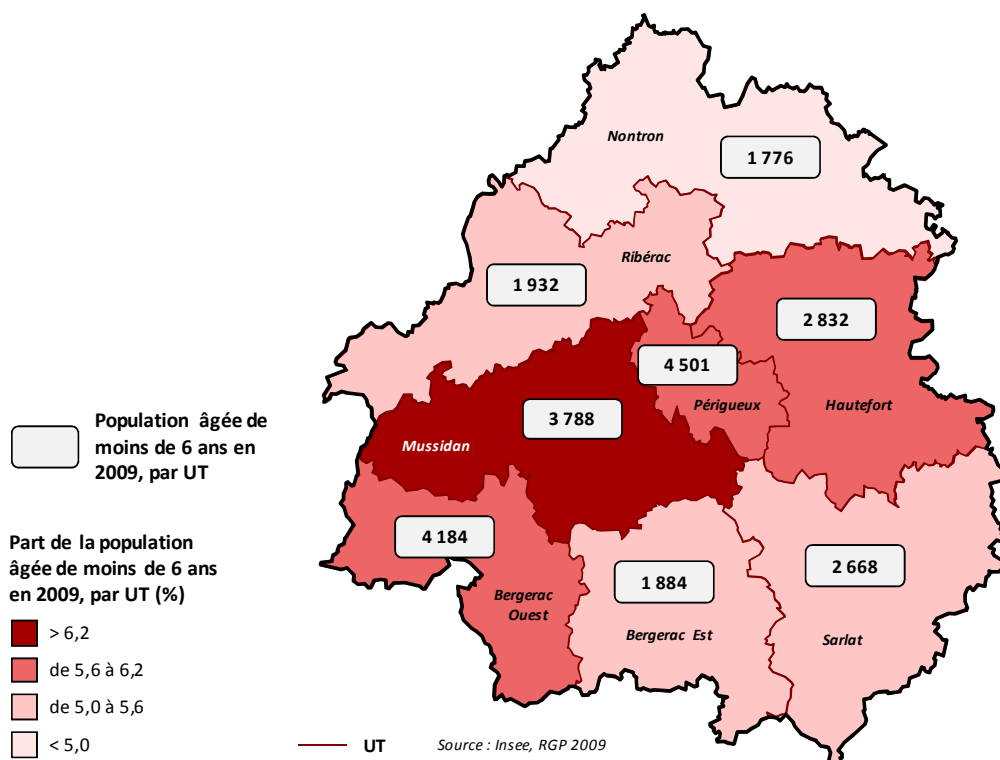 Nontron
1 776
Ribérac
1 932
2 832
4 501
Périgueux
Hautefort
3 788
Mussidan
Population âgée de
moins de 6 ans en
2009, par UT
4 184
Bergerac
Ouest
1 884
Bergerac Est
2 668
Sarlat
Part de la population
âgée de moins de 6 ans
en 2009, par UT (%)
> 6,2
de 5,6 à 6,2
de 5,0 à 5,6
< 5,0
UT
Source : Insee, RGP 2009